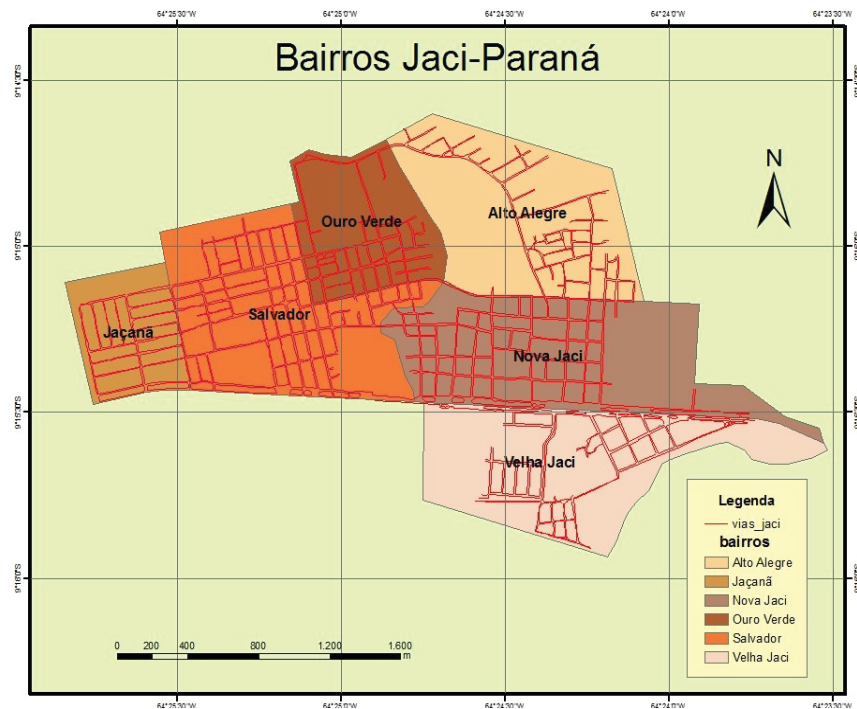 64°25'30"W 64°25'0"W 64°24'30"W 64°24'0"W 64°23'30"W
Bairros Jaci-Paraná
N
Ouro Verde
Alto Alegre
Salvador
Jaçanã
Nova Jaci
Velha Jaci
Legenda
vias_jaci
bairros
Alto Alegre
Jaçanã
Nova Jaci
Ouro Verde
Salvador
Velha Jaci
0 200 400 800 1.200 1.600
m
64°25'30"W 64°25'0"W 64°24'30"W 64°24'0"W 64°23'30"W